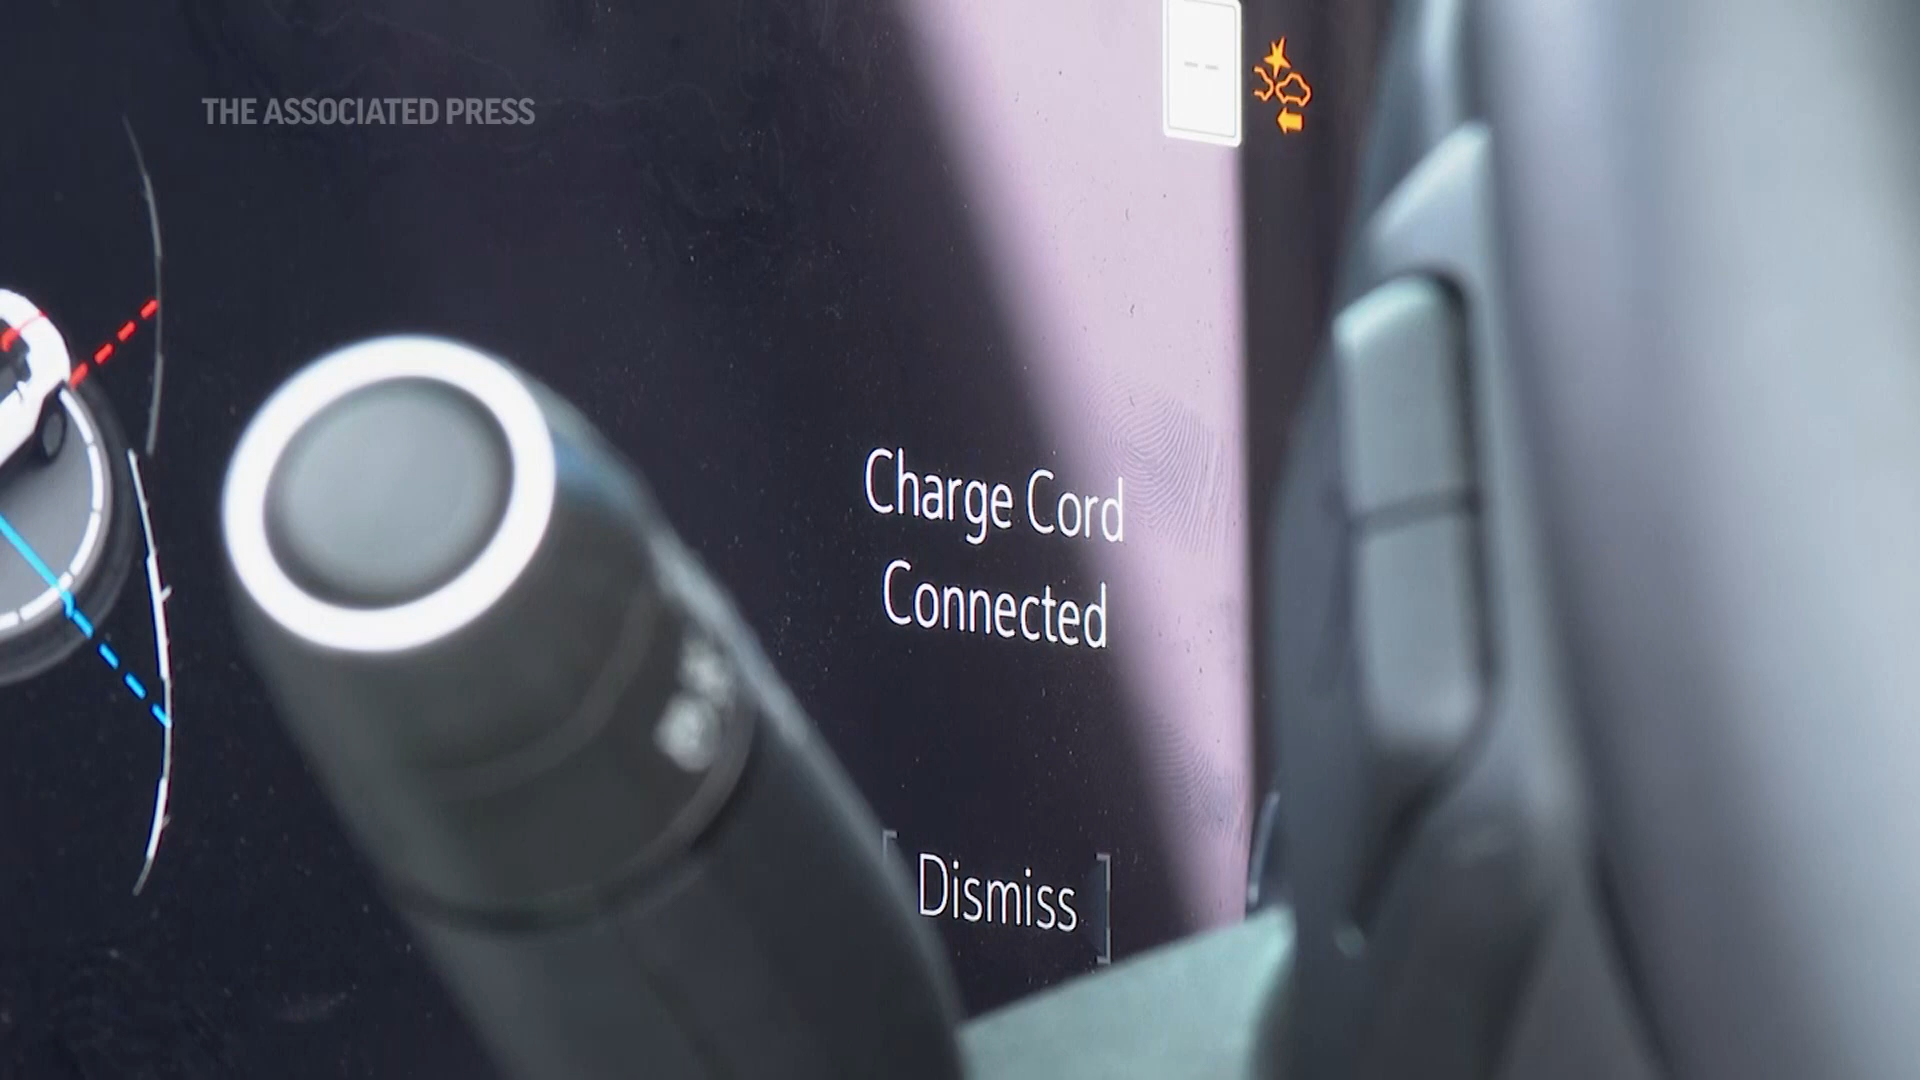 THE ASSOCIATED PRESS
--
Charge Cord
Connected
Dismiss